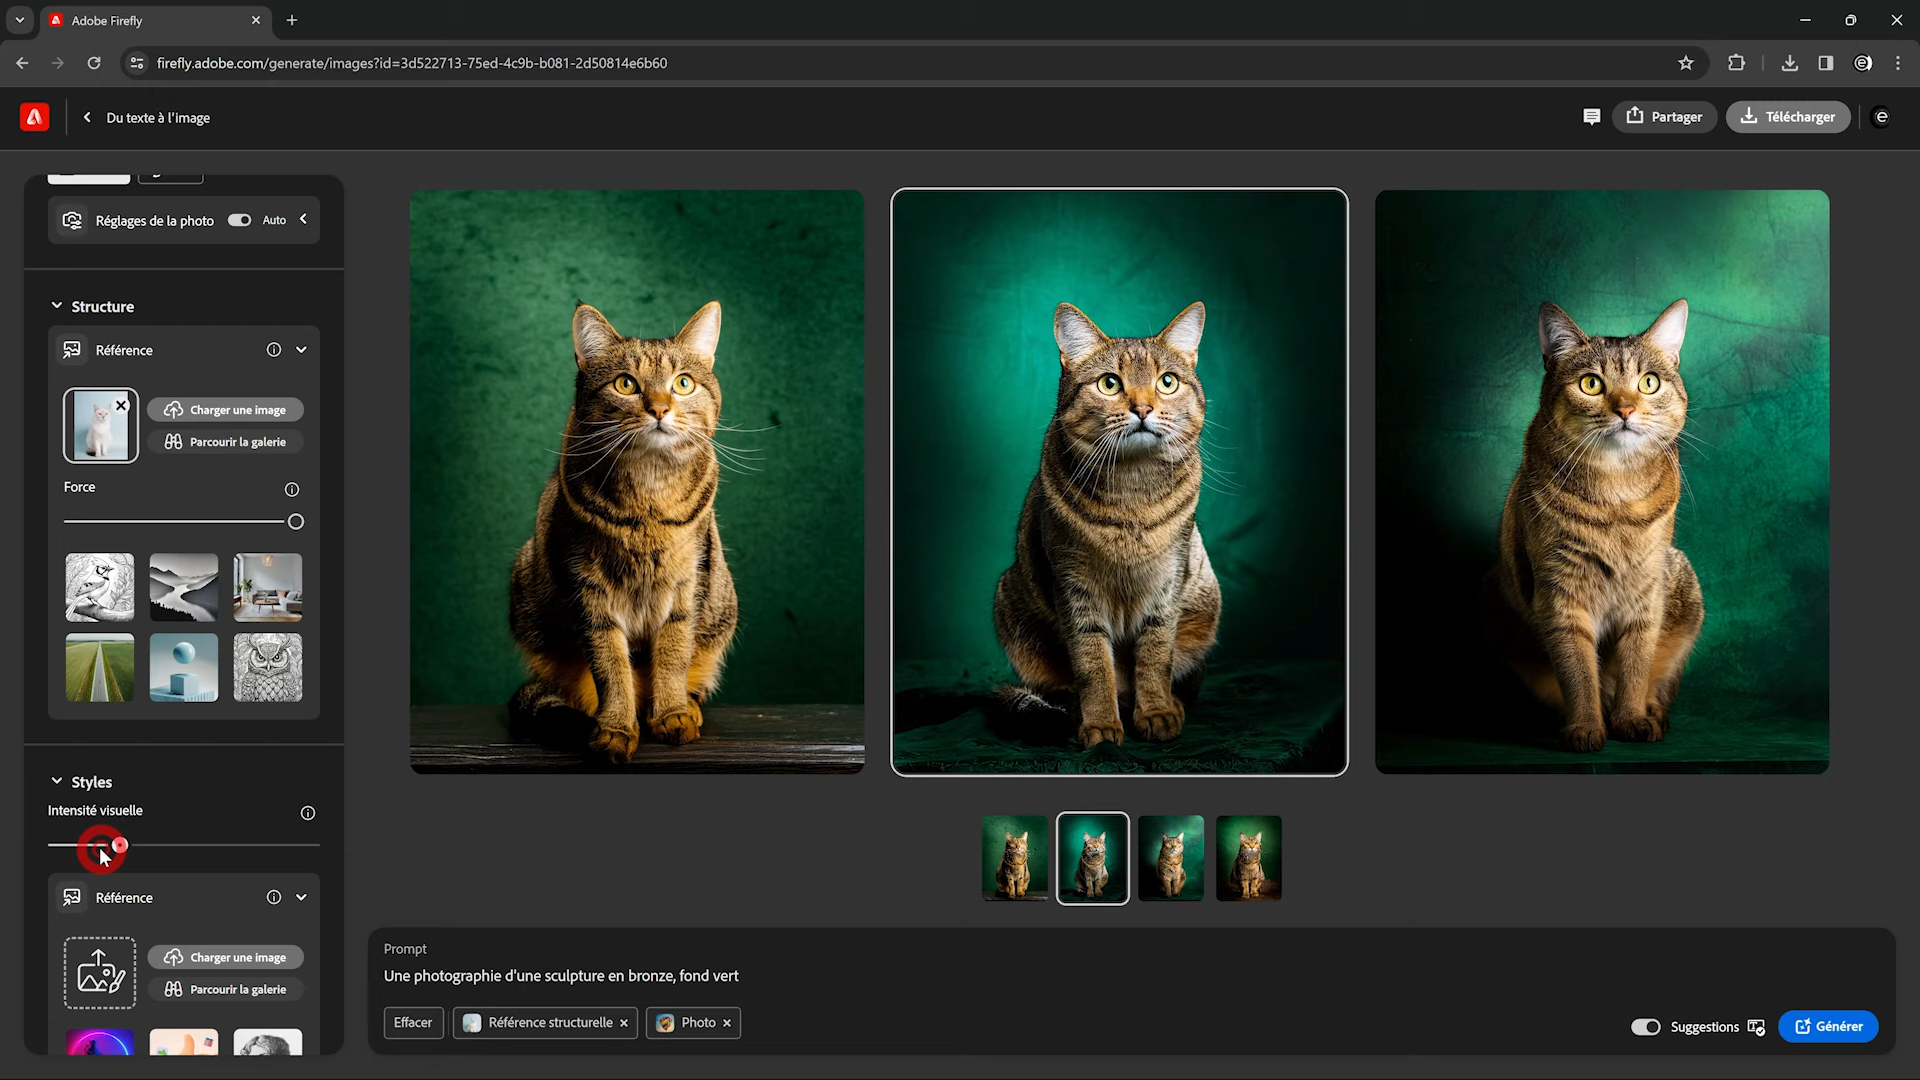 Adobe Firefly
firefly.adobe.com/generate/images?id=3d522713-75ed-4c9b-b081-2d50814e6b60
Du texte à l'image
Partager
Télécharger
Réglages de la photo
Auto
Structure
Référence
Charger une image
Parcourir la galerie
Force
Styles
Intensité visuelle
Référence
Charger une image
Parcourir la galerie
Prompt
Une photographie d'une sculpture en bronze, fond vert
Effacer
Référence structurelle
Photo
Suggestions
Générer